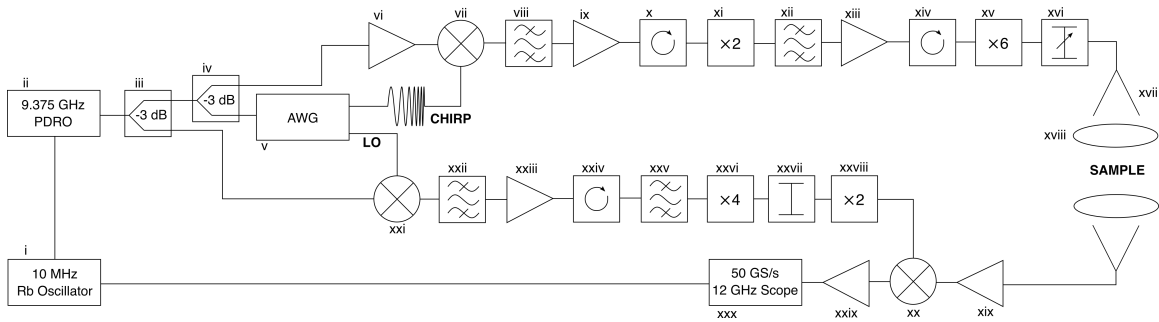 vi
vii
viii
ix
x
xi
xii
xiii
xiv
xv
xvi
×2
×6
ii
iii
iv
9.375 GHz
PDRO
-3 dB
-3 dB
AWG
v
CHIRP
LO
xvii
xviii
SAMPLE
xxii
xxiii
xxiv
xxv
xxvi
xxvii
xxviii
×4
×2
xxi
i
10 MHz
Rb Oscillator
50 GS/s
12 GHz Scope
xxx
xxix
xx
xix